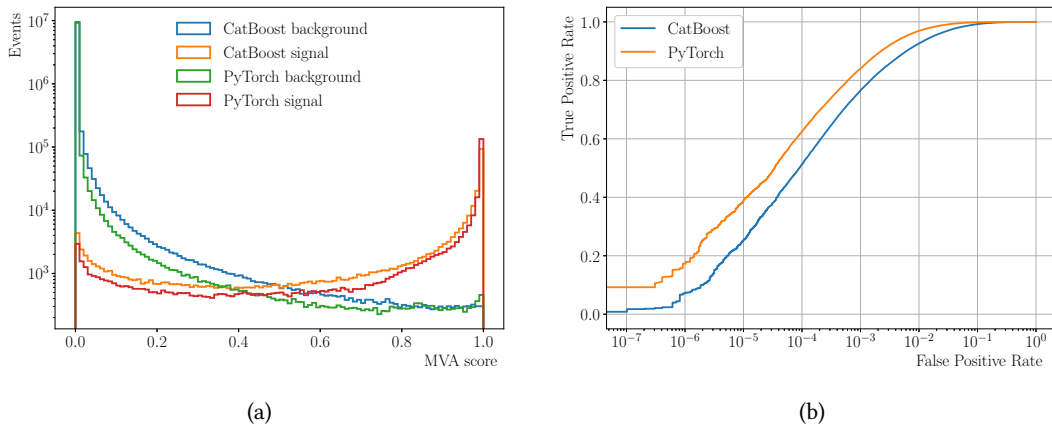 Events
10^7
10^6
10^5
10^4
10^3
CatBoost background
CatBoost signal
PyTorch background
PyTorch signal
0.0 0.2 0.4 0.6 0.8 1.0
MVA score
(a)
True Positive Rate
1.0
0.8
0.6
0.4
0.2
0.0
CatBoost
PyTorch
10^−7 10^−6 10^−5 10^−4 10^−3 10^−2 10^−1 10^0
False Positive Rate
(b)